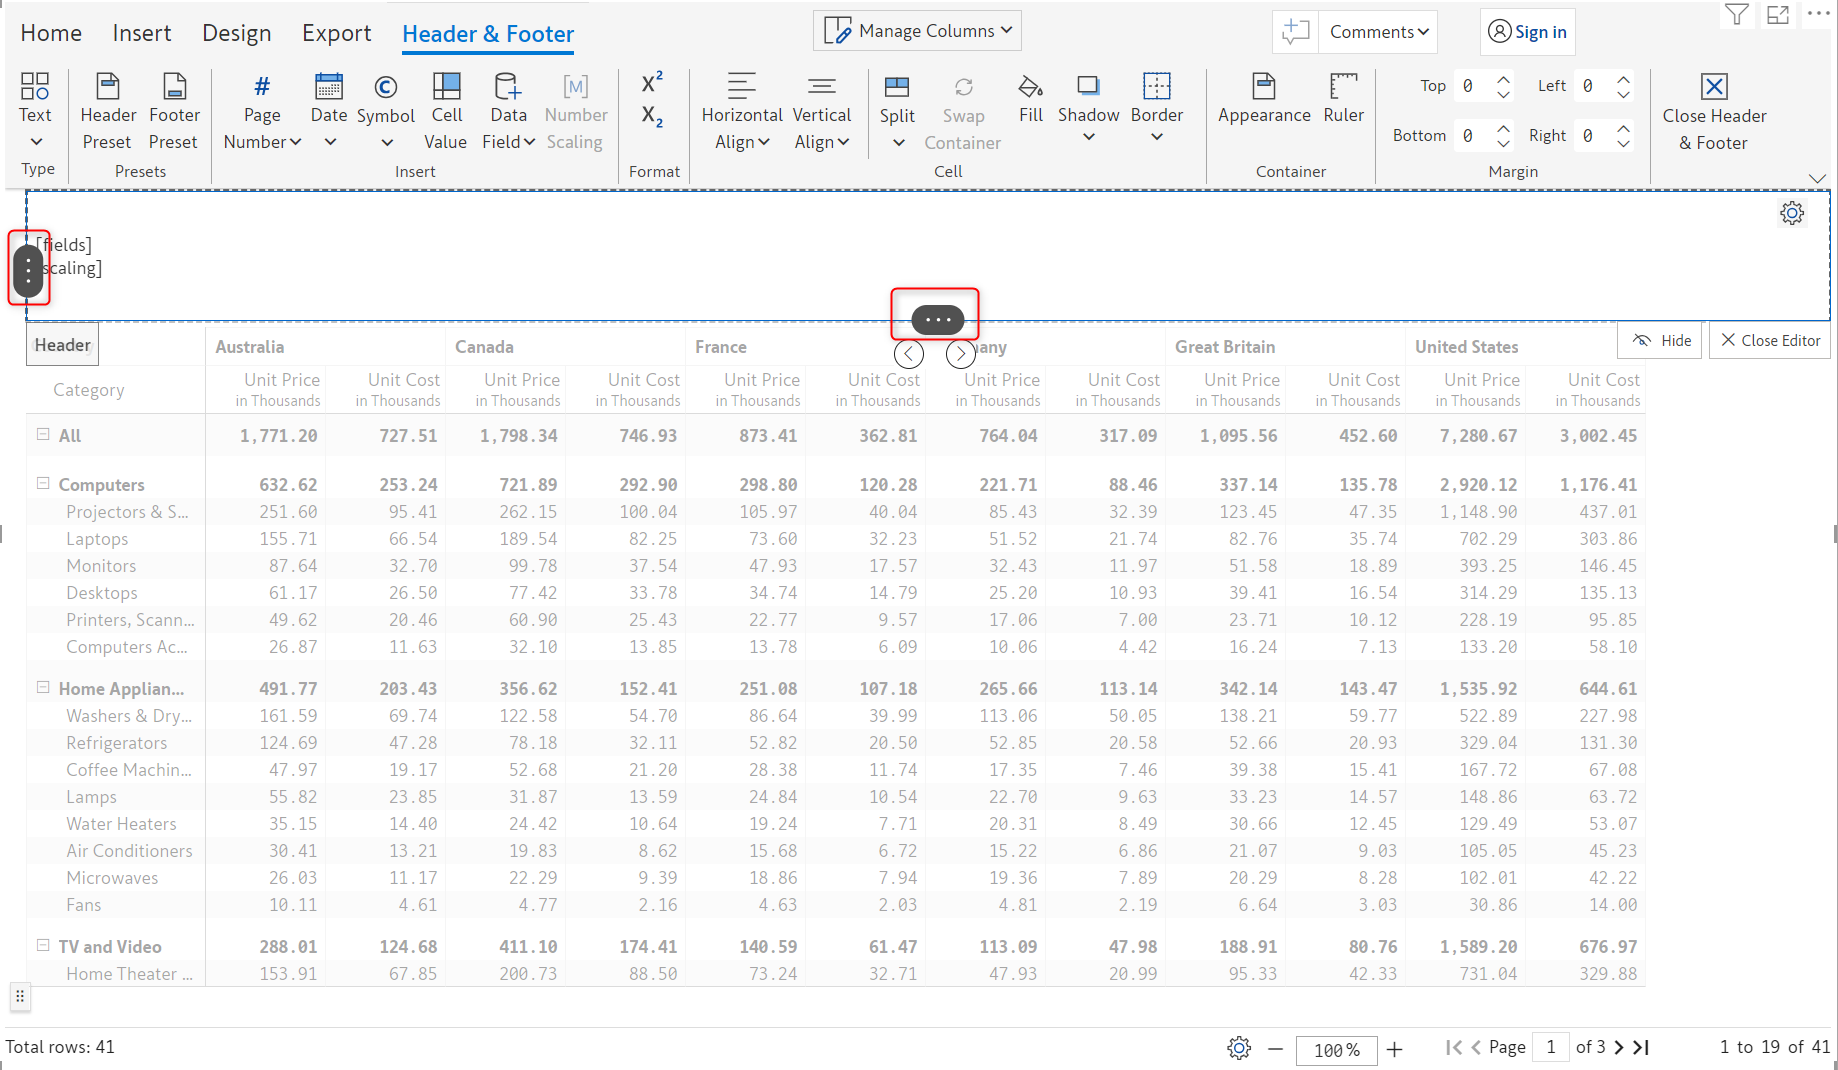 Home Insert Design Export Header & Footer Manage Columns Comments Sign in
Text Header Preset Footer Preset # Page Number Date Symbol Cell Value Data Field [M] Number Scaling X² X₂ Horizontal Align Vertical Align Split Swap Container Fill Shadow Border Appearance Ruler Top 0 Left 0 Bottom 0 Right 0 Close Header & Footer
Type Presets Insert Format Cell Container Margin
[fields]
scaling]
Header Australia Canada France any Great Britain United States Hide Close Editor
Category Unit Price Unit Cost Unit Price Unit Cost Unit Price Unit Cost Unit Price Unit Cost Unit Price Unit Cost Unit Price Unit Cost
in Thousands in Thousands in Thousands in Thousands in Thousands in Thousands in Thousands in Thousands in Thousands in Thousands in Thousands in Thousands
All 1,771.20 727.51 1,798.34 746.93 873.41 362.81 764.04 317.09 1,095.56 452.60 7,280.67 3,002.45
Computers 632.62 253.24 721.89 292.90 298.80 120.28 221.71 88.46 337.14 135.78 2,920.12 1,176.41
Projectors & S... 251.60 95.41 262.15 100.04 105.97 40.04 85.43 32.39 123.45 47.35 1,148.90 437.01
Laptops 155.71 66.54 189.54 82.25 73.60 32.23 51.52 21.74 82.76 35.74 702.29 303.86
Monitors 87.64 32.70 99.78 37.54 47.93 17.57 32.43 11.97 51.58 18.89 393.25 146.45
Desktops 61.17 26.50 77.42 33.78 34.74 14.79 25.20 10.93 39.41 16.54 314.29 135.13
Printers, Scann... 49.62 20.46 60.90 25.43 22.77 9.57 17.06 7.00 23.71 10.12 228.19 95.85
Computers Ac... 26.87 11.63 32.10 13.85 13.78 6.09 10.06 4.42 16.24 7.13 133.20 58.10
Home Applian... 491.77 203.43 356.62 152.41 251.08 107.18 265.66 113.14 342.14 143.47 1,535.92 644.61
Washers & Dry... 161.59 69.74 122.58 54.70 86.64 39.99 113.06 50.05 138.21 59.77 522.89 227.98
Refrigerators 124.69 47.28 78.18 32.11 52.82 20.50 52.85 20.58 52.66 20.93 329.04 131.30
Coffee Machin... 47.97 19.17 52.68 21.20 28.38 11.74 17.35 7.46 39.38 15.41 167.72 67.08
Lamps 55.82 23.85 31.87 13.59 24.84 10.54 22.70 9.63 33.23 14.57 148.86 63.72
Water Heaters 35.15 14.40 24.42 10.64 19.24 7.71 20.31 8.49 30.66 12.45 129.49 53.07
Air Conditioners 30.41 13.21 19.83 8.62 15.68 6.72 15.22 6.86 21.07 9.03 105.05 45.23
Microwaves 26.03 11.17 22.29 9.39 18.86 7.94 19.36 7.89 20.29 8.28 102.01 42.22
Fans 10.11 4.61 4.77 2.16 4.63 2.03 4.81 2.19 6.64 3.03 30.86 14.00
TV and Video 288.01 124.68 411.10 174.41 140.59 61.47 113.09 47.98 188.91 80.76 1,589.20 676.97
Home Theater ... 153.91 67.85 200.73 88.50 73.24 32.71 47.93 20.99 95.33 42.33 731.04 329.88
Total rows: 41 100% Page 1 of 3 1 to 19 of 41